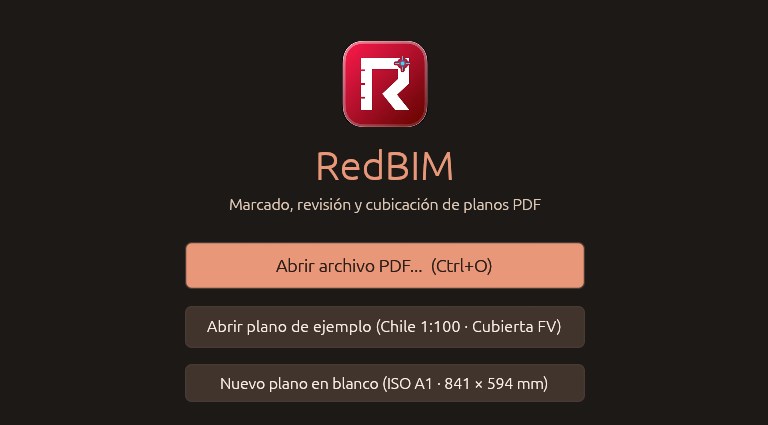 RedBIM
Marcado, revisión y cubicación de planos PDF
Abrir archivo PDF... (Ctrl+O)
Abrir plano de ejemplo (Chile 1:100 · Cubierta FV)
Nuevo plano en blanco (ISO A1 · 841 × 594 mm)